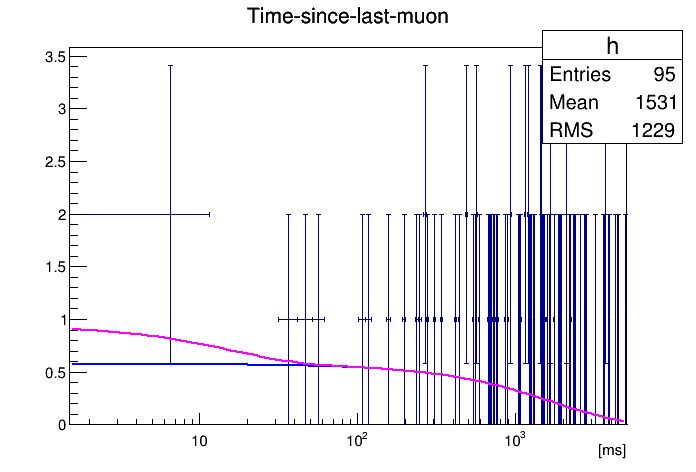 Time-since-last-muon
h
Entries 95
Mean 1531
RMS 1229
3.5
3
2.5
2
1.5
1
0.5
0
10
10²
10³
[ms]